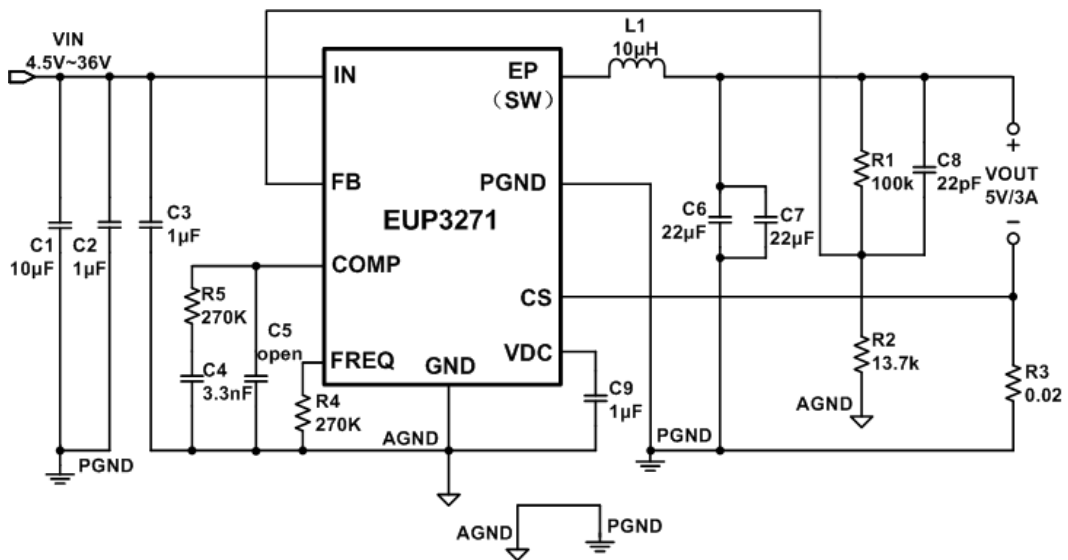 VIN
4.5V~36V
L1
10μH
IN
EP
（SW）
FB
PGND
EUP3271
COMP
CS
VDC
FREQ
GND
C1
10μF
C2
1μF
C3
1μF
R5
270K
C4
3.3nF
C5
open
R4
270K
C9
1μF
C6
22μF
C7
22μF
R1
100k
C8
22pF
VOUT
5V/3A
+
−
R2
13.7k
R3
0.02
AGND
PGND
AGND
PGND
AGND
PGND